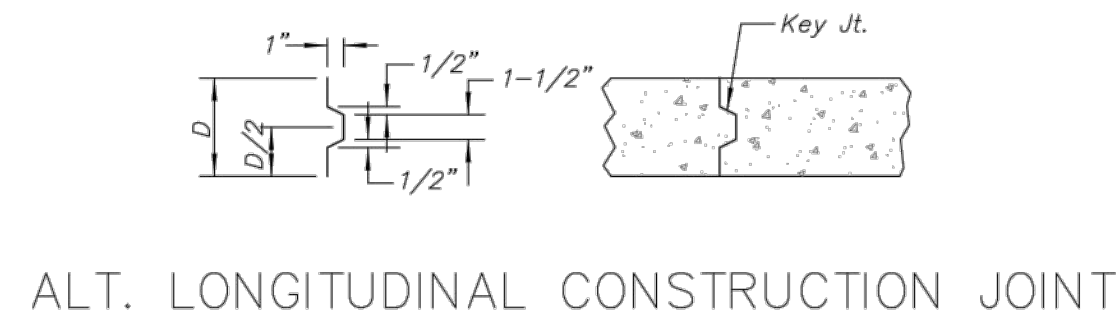 Key Jt.
1"
1/2"
1-1/2"
D
D/2
1/2"
ALT. LONGITUDINAL CONSTRUCTION JOINT